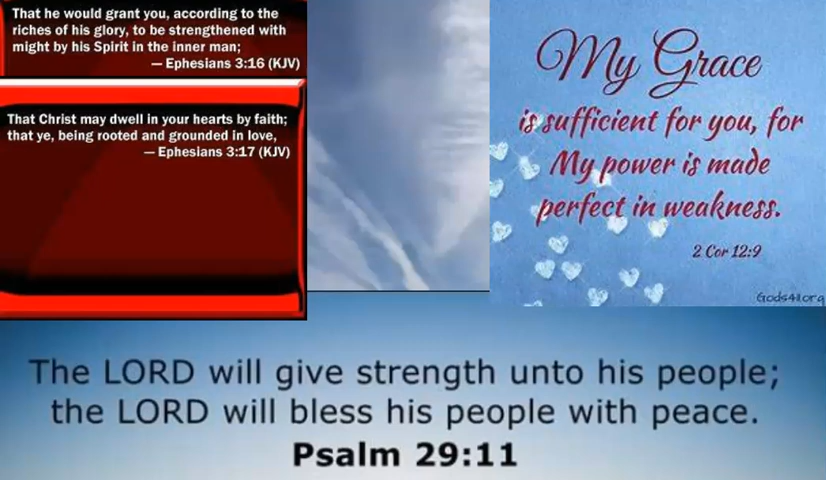 That he would grant you, according to the
riches of his glory, to be strengthened with
might by his Spirit in the inner man;
— Ephesians 3:16 (KJV)
That Christ may dwell in your hearts by faith;
that ye, being rooted and grounded in love,
— Ephesians 3:17 (KJV)
My Grace
is sufficient for you, for
My power is made
perfect in weakness.
2 Cor 12:9
Gods411org
The LORD will give strength unto his people;
the LORD will bless his people with peace.
Psalm 29:11